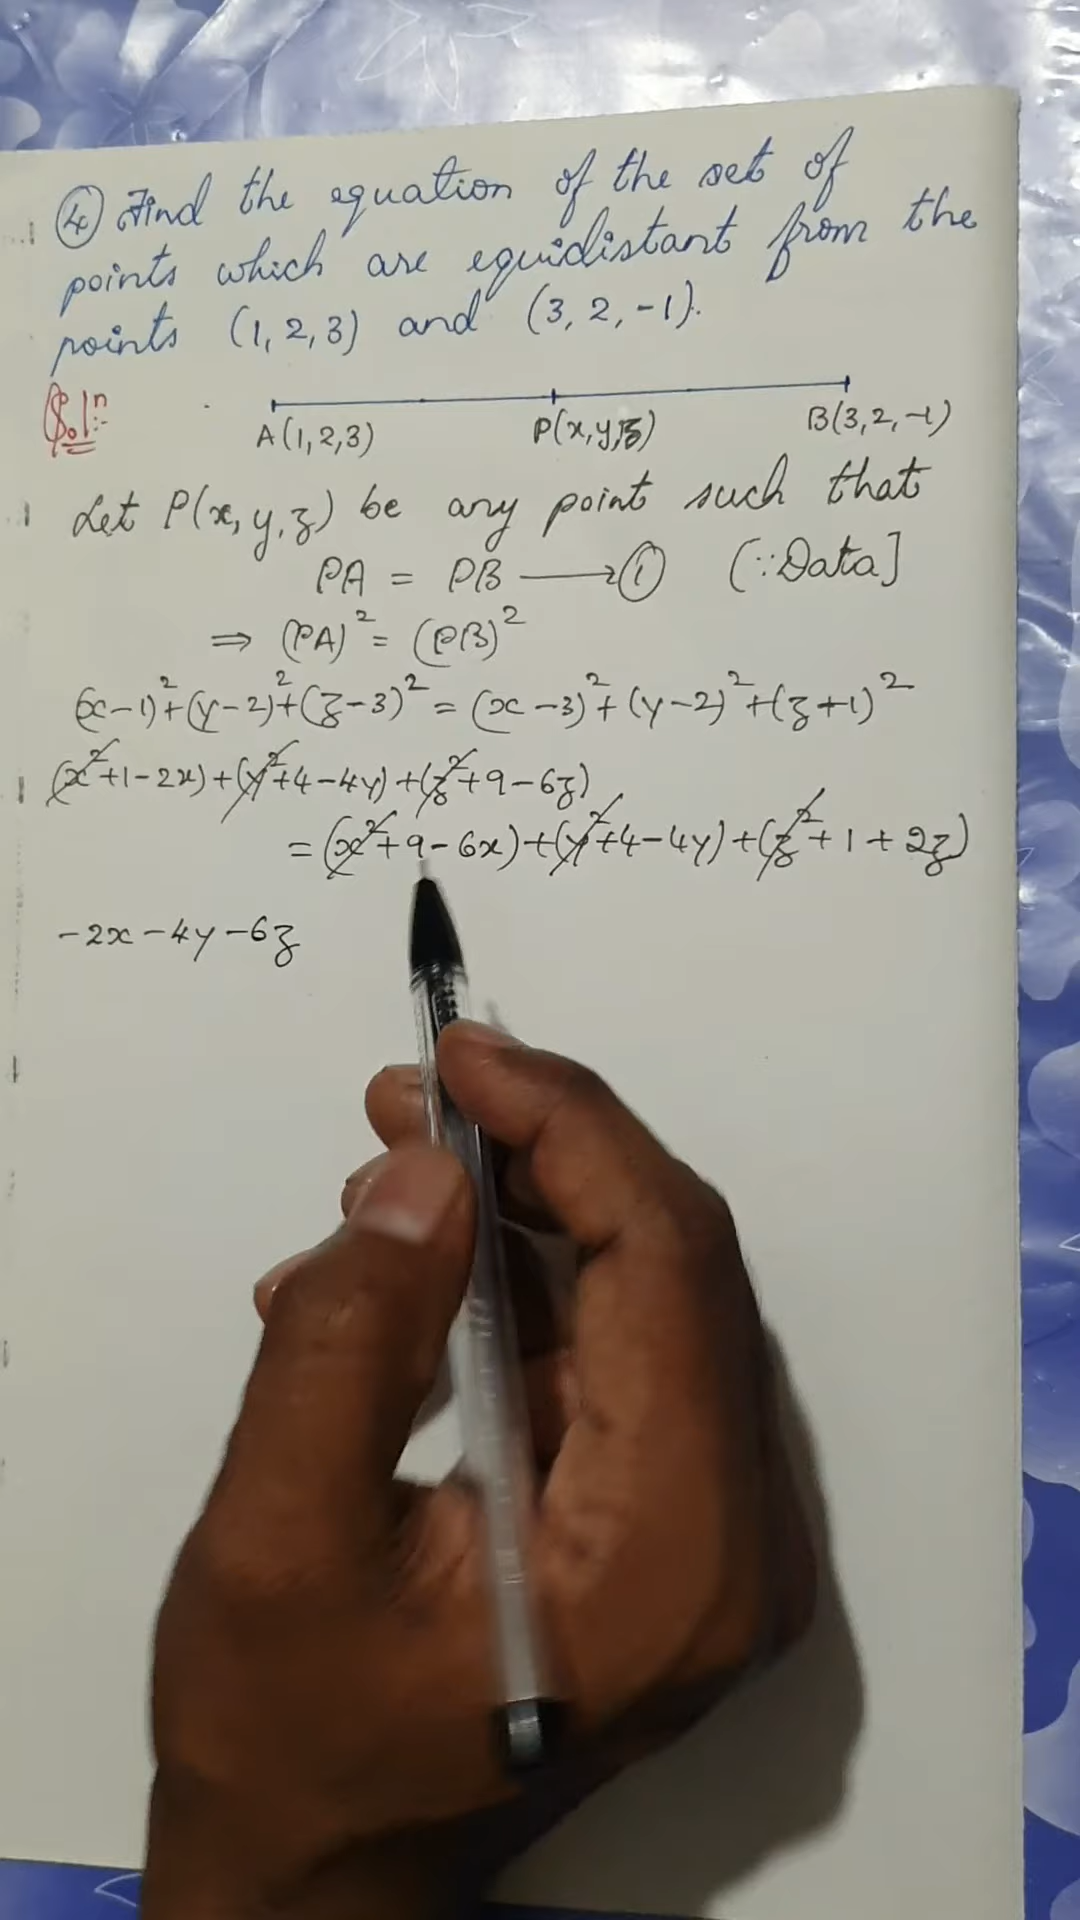 ④ Find the equation of the set of
points which are equidistant from the
points (1, 2, 3) and (3, 2, -1).
Sol:n
A(1,2,3) P(x,y,z) B(3,2,-1)
Let P(x, y, z) be any point such that
PA = PB ⟶ ① (∵ Data]
⇒ (PA)² = (PB)²
(x-1)²+(y-2)²+(z-3)² = (x-3)²+(y-2)²+(z+1)²
(x²+1-2x)+(y²+4-4y)+(z²+9-6z)
=(x²+9-6x)+(y²+4-4y)+(z²+1+2z)
-2x-4y-6z